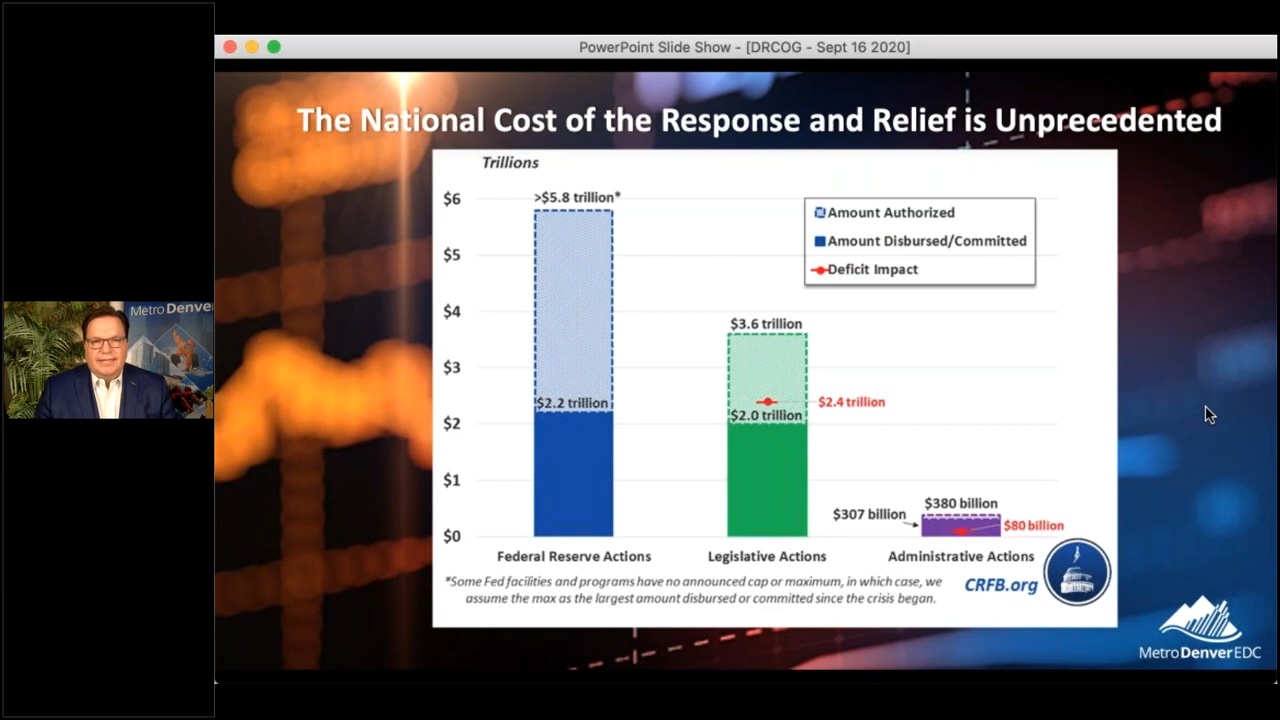 PowerPoint Slide Show - [DRCOG - Sept 16 2020]
The National Cost of the Response and Relief is Unprecedented
Trillions
$6
$5
$4
$3
$2
$1
$0
>$5.8 trillion*
$2.2 trillion
$3.6 trillion
$2.4 trillion
$2.0 trillion
$307 billion
$380 billion
$80 billion
Amount Authorized
Amount Disbursed/Committed
Deficit Impact
Federal Reserve Actions
Legislative Actions
Administrative Actions
*Some Fed facilities and programs have no announced cap or maximum, in which case, we
assume the max as the largest amount disbursed or committed since the crisis began.
CRFB.org
Metro Denver EDC
Metro Denve